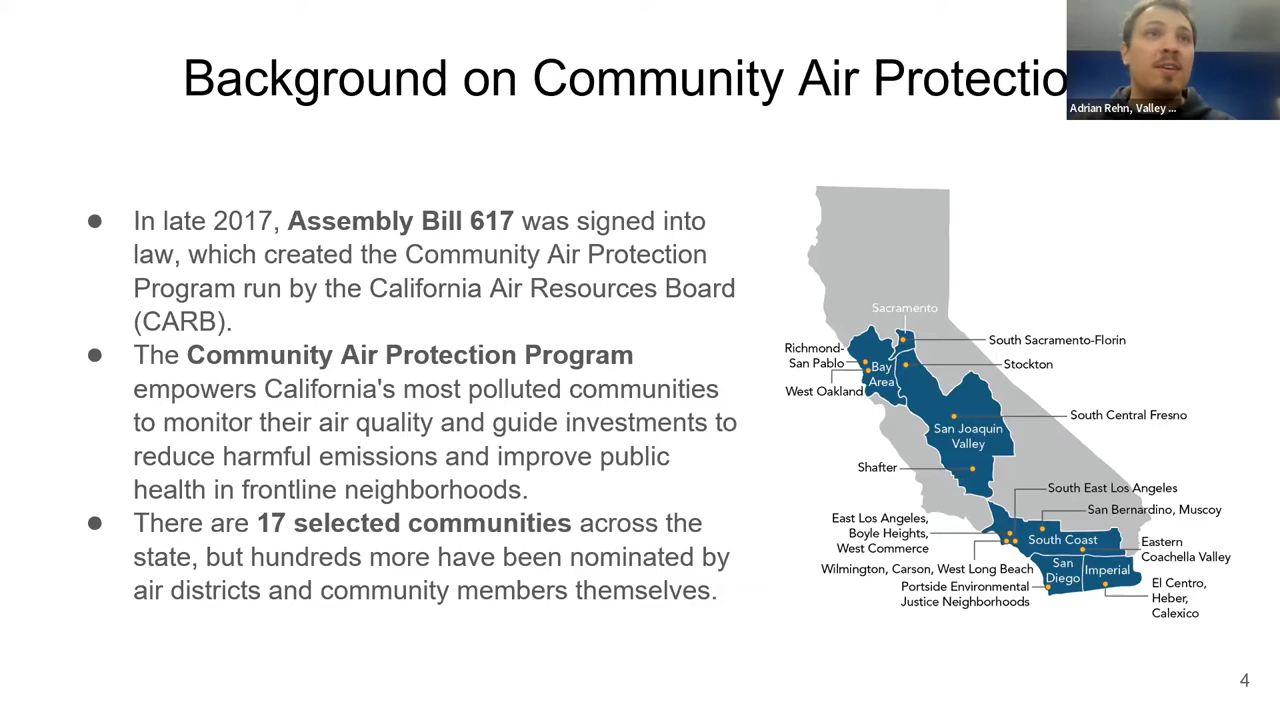 Background on Community Air Protectio
Adrian Rehn, Valley ...
● In late 2017, Assembly Bill 617 was signed into
law, which created the Community Air Protection
Program run by the California Air Resources Board
(CARB).
● The Community Air Protection Program
empowers California's most polluted communities
to monitor their air quality and guide investments to
reduce harmful emissions and improve public
health in frontline neighborhoods.
● There are 17 selected communities across the
state, but hundreds more have been nominated by
air districts and community members themselves.
Sacramento
South Sacramento-Florin
Richmond-
San Pablo
Bay
Area
Stockton
West Oakland
South Central Fresno
San Joaquin
Valley
Shafter
South East Los Angeles
San Bernardino, Muscoy
East Los Angeles,
Boyle Heights,
West Commerce
South Coast
Eastern
Coachella Valley
Wilmington, Carson, West Long Beach
San
Diego
Imperial
Portside Environmental
Justice Neighborhoods
El Centro,
Heber,
Calexico
4